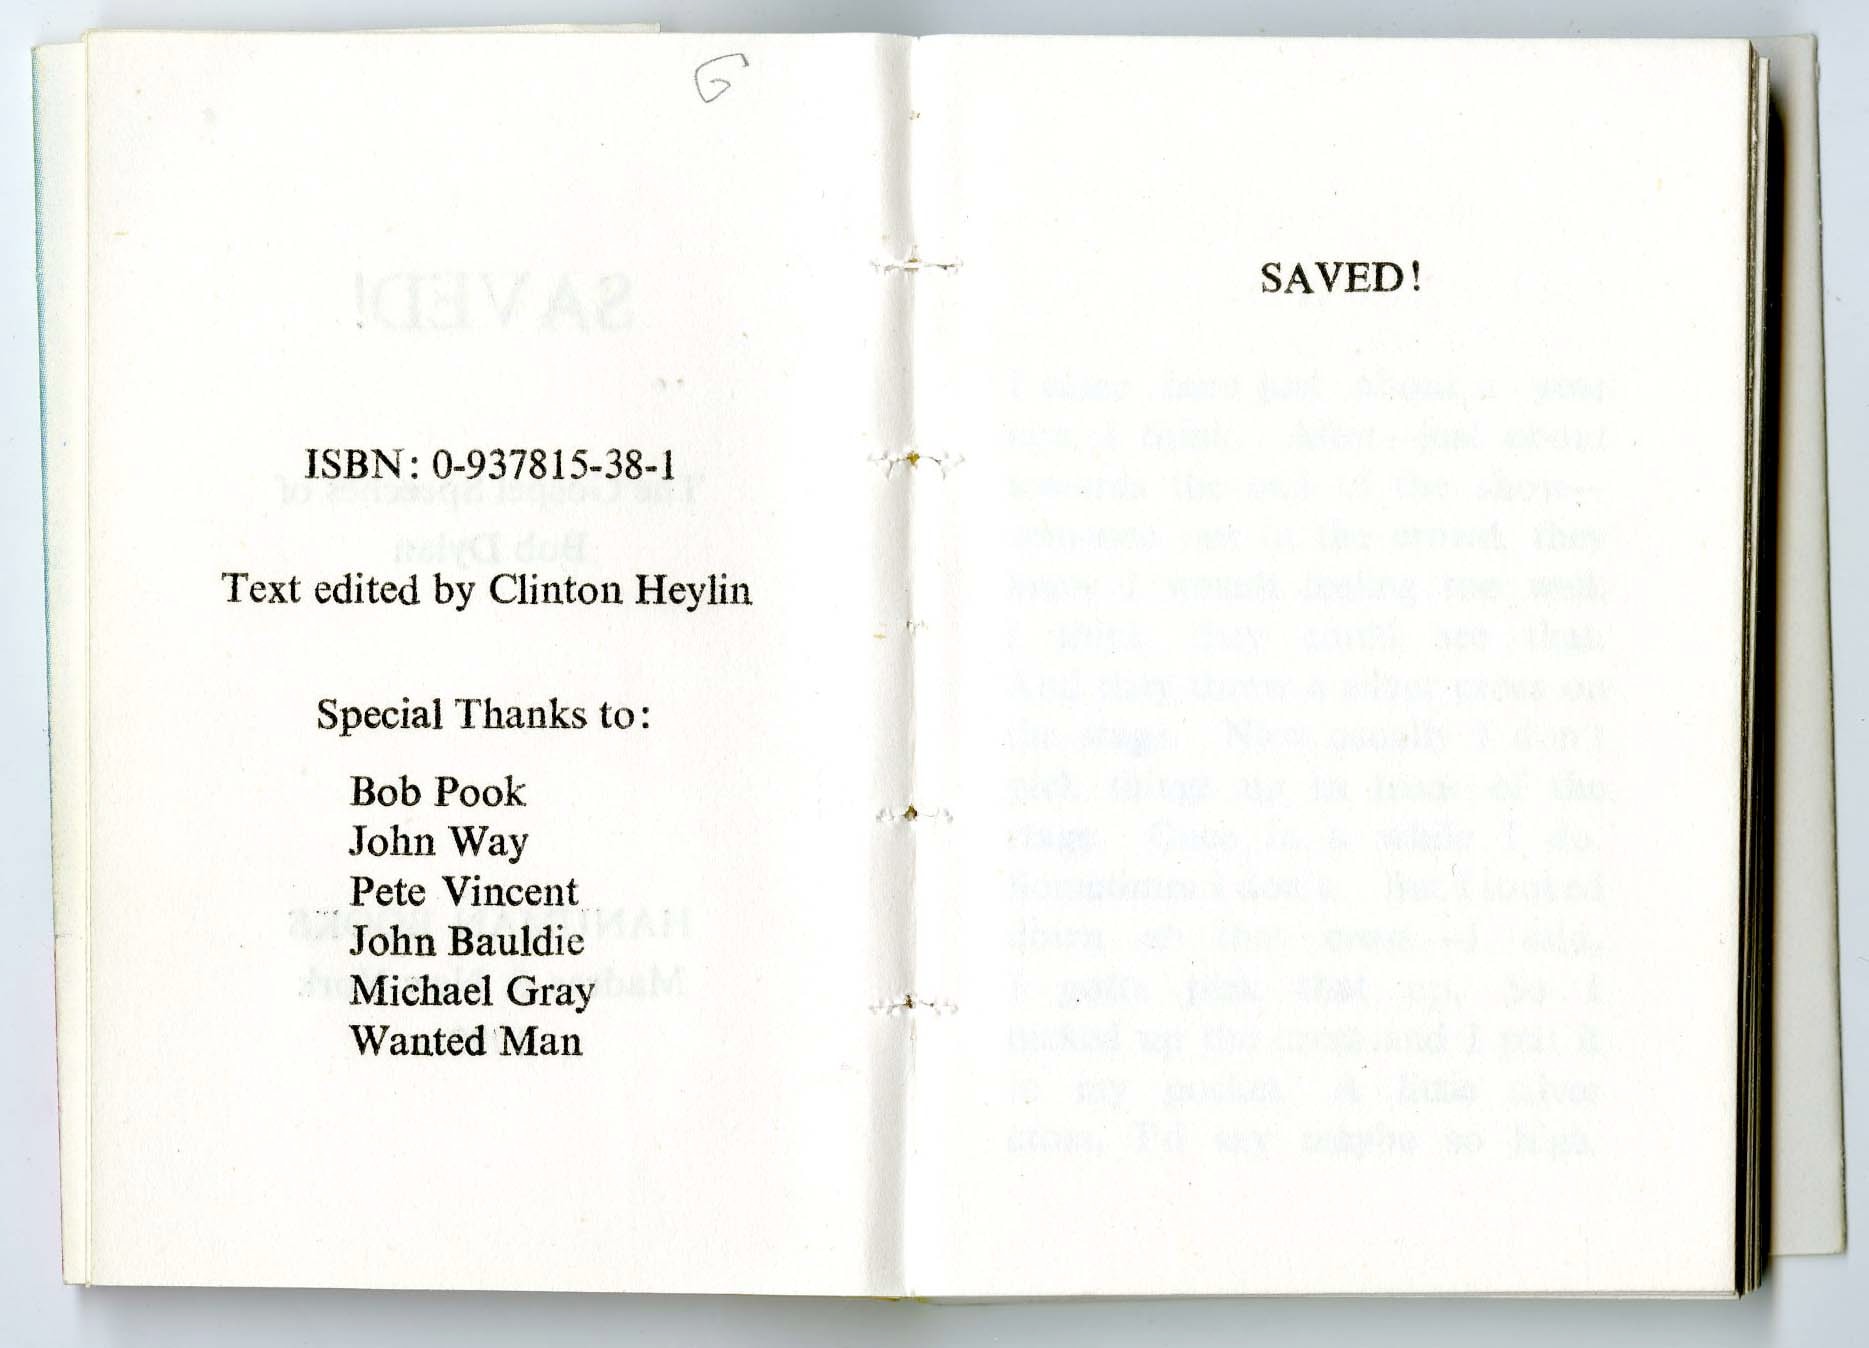 G
ISBN: 0-937815-38-1
Text edited by Clinton Heylin
Special Thanks to:
Bob Pook
John Way
Pete Vincent
John Bauldie
Michael Gray
Wanted Man
SAVED!